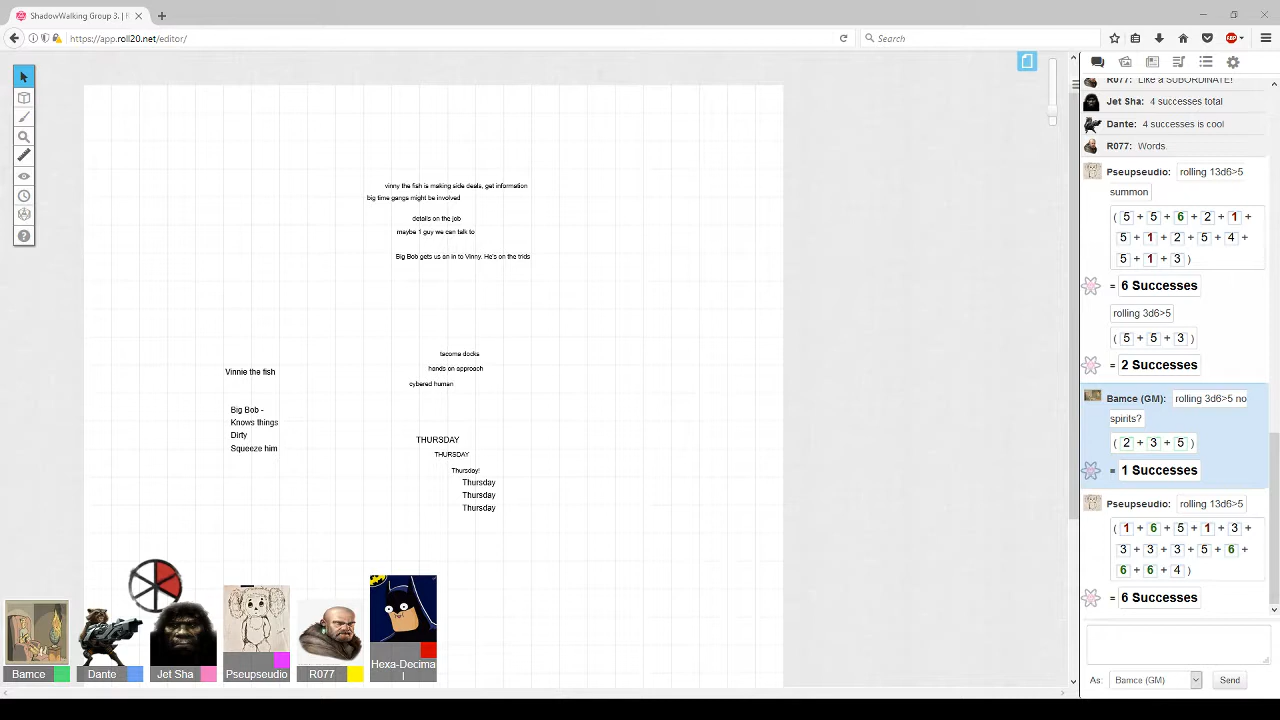 ShadowWalking Group 3. | R
https://app.roll20.net/editor/
Search
vinny the fish is making side deals, get information
big time gangs might be involved
details on the job
maybe 1 guy we can talk to
Big Bob gets us an in to Vinny. He's on the trids
tacoma docks
hands on approach
cybered human
Vinnie the fish
Big Bob -
Knows things
Dirty
Squeeze him
THURSDAY
THURSDAY
Thursday!
Thursday
Thursday
Thursday
Bamce
Dante
Jet Sha
Pseupseudio
R077
Hexa-Decima
l
R077: Like a SUBORDINATE!
Jet Sha: 4 successes total
Dante: 4 successes is cool
R077: Words.
Pseupseudio: rolling 13d6>5
summon
( 5 + 5 + 6 + 2 + 1 +
5 + 1 + 2 + 5 + 4 +
5 + 1 + 3 )
= 6 Successes
rolling 3d6>5
( 5 + 5 + 3 )
= 2 Successes
Bamce (GM): rolling 3d6>5 no
spirits?
( 2 + 3 + 5 )
= 1 Successes
Pseupseudio: rolling 13d6>5
( 1 + 6 + 5 + 1 + 3 +
3 + 3 + 3 + 5 + 6 +
6 + 6 + 4 )
= 6 Successes
As: Bamce (GM) Send